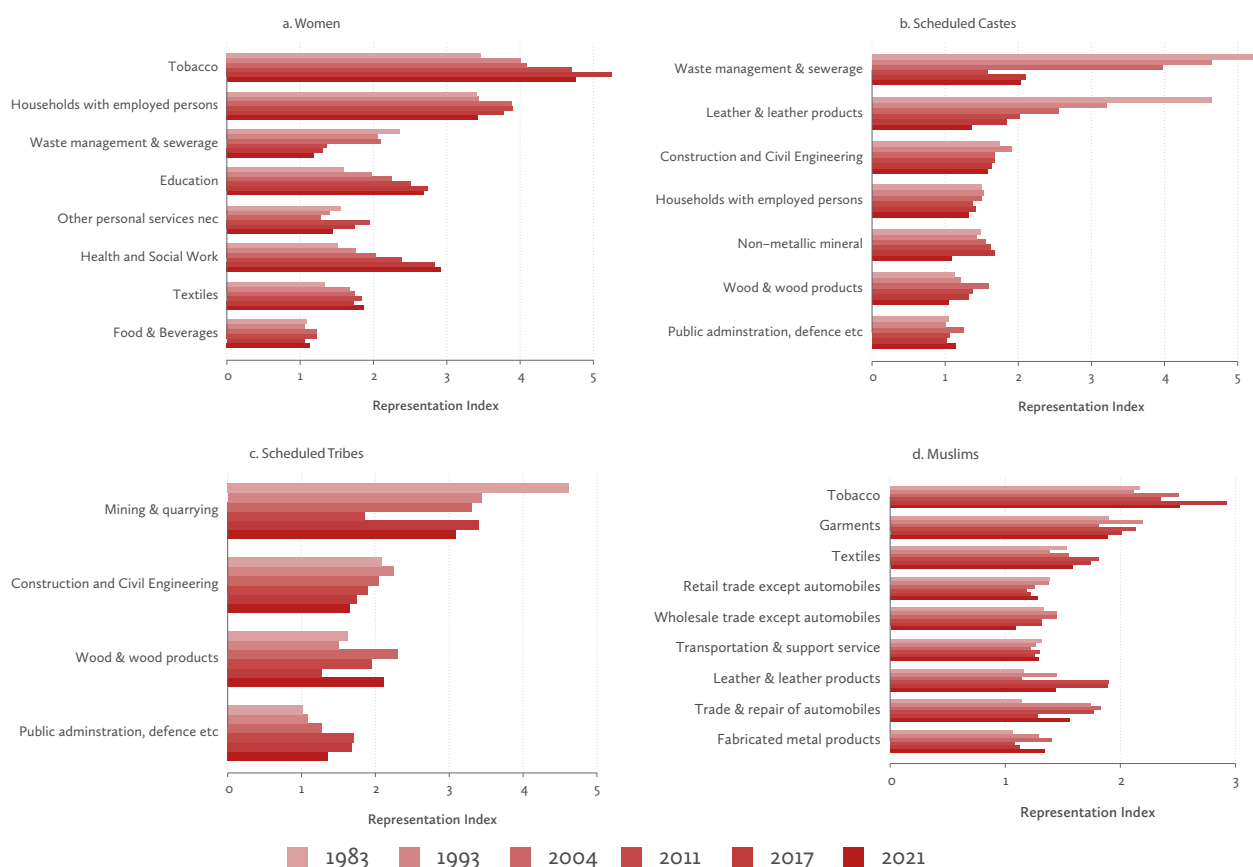 a. Women
Tobacco
Households with employed persons
Waste management & sewerage
Education
Other personal services nec
Health and Social Work
Textiles
Food & Beverages
0 1 2 3 4 5
Representation Index
b. Scheduled Castes
Waste management & sewerage
Leather & leather products
Construction and Civil Engineering
Households with employed persons
Non–metallic mineral
Wood & wood products
Public adminstration, defence etc
0 1 2 3 4 5
Representation Index
c. Scheduled Tribes
Mining & quarrying
Construction and Civil Engineering
Wood & wood products
Public adminstration, defence etc
0 1 2 3 4 5
Representation Index
d. Muslims
Tobacco
Garments
Textiles
Retail trade except automobiles
Wholesale trade except automobiles
Transportation & support service
Leather & leather products
Trade & repair of automobiles
Fabricated metal products
0 1 2 3
Representation Index
1983 1993 2004 2011 2017 2021